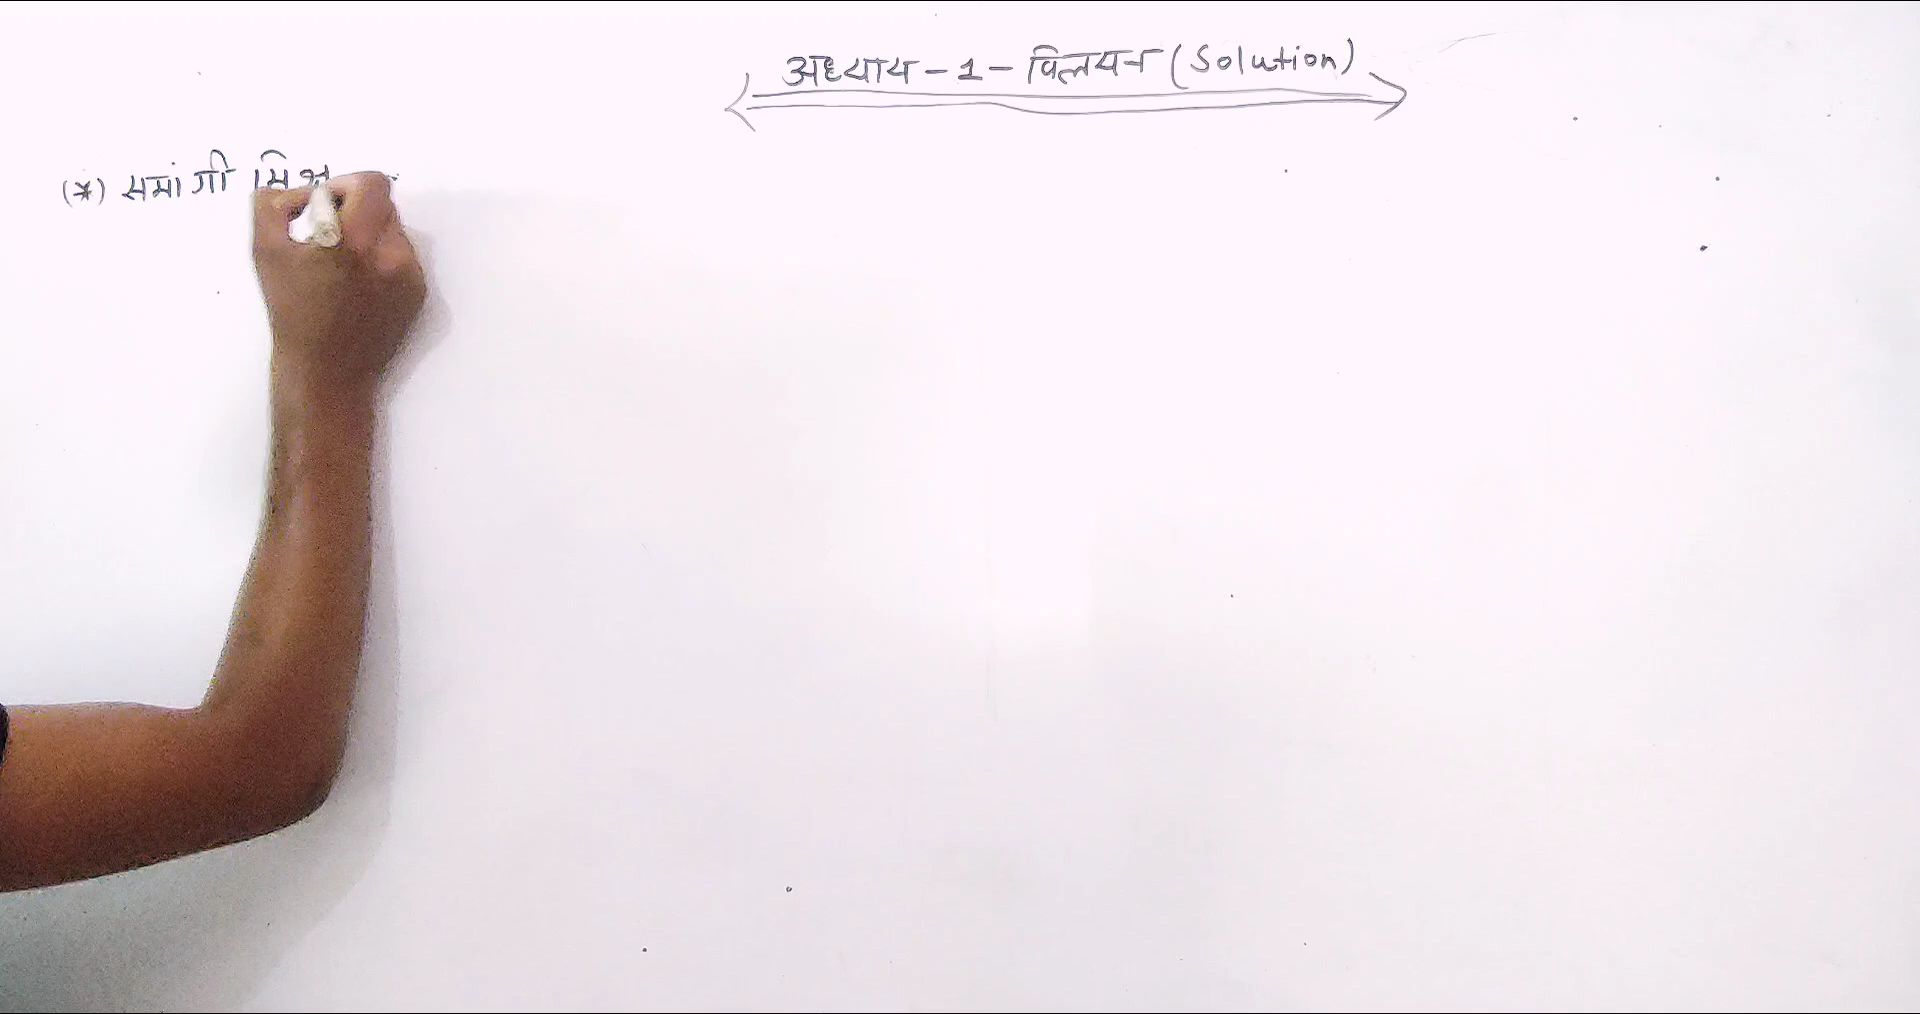 अध्याय - 1 - विलयन (Solution)
(*) समांगी मिश्र